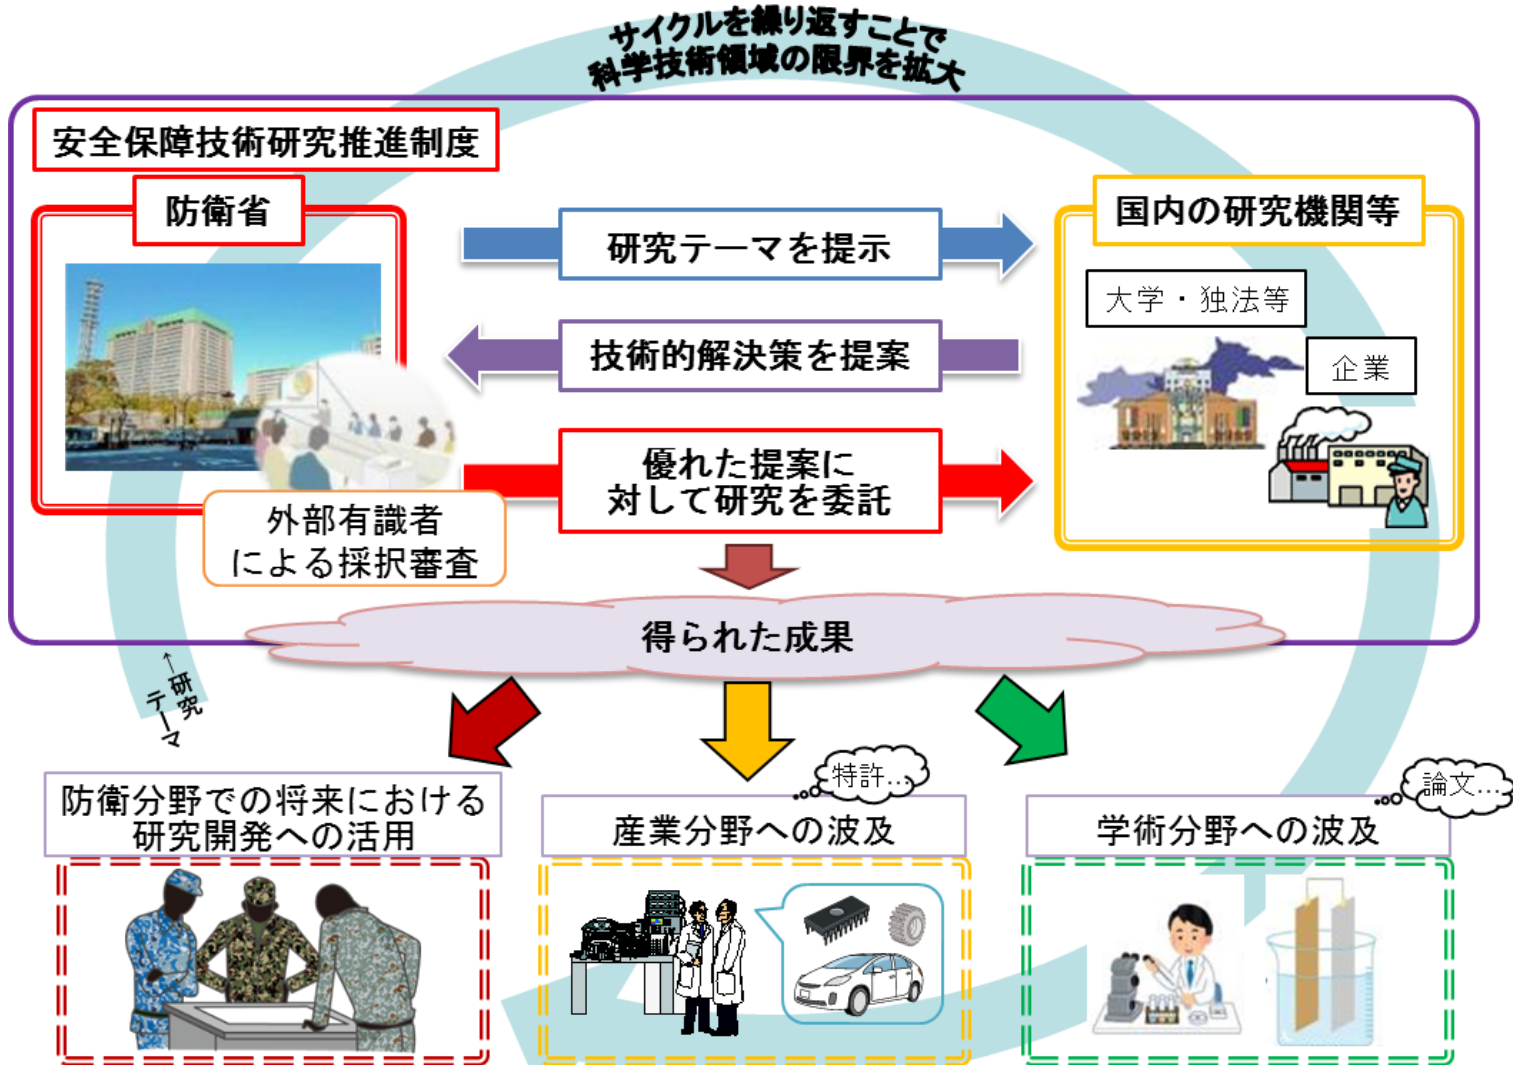 サイクルを繰り返すことで
科学技術領域の限界を拡大
安全保障技術研究推進制度
防衛省
国内の研究機関等
研究テーマを提示
大学・独法等
技術的解決策を提案
企業
優れた提案に
対して研究を委託
外部有識者
による採択審査
得られた成果
←研究
テーマ
特許…
論文…
防衛分野での将来における
研究開発への活用
産業分野への波及
学術分野への波及